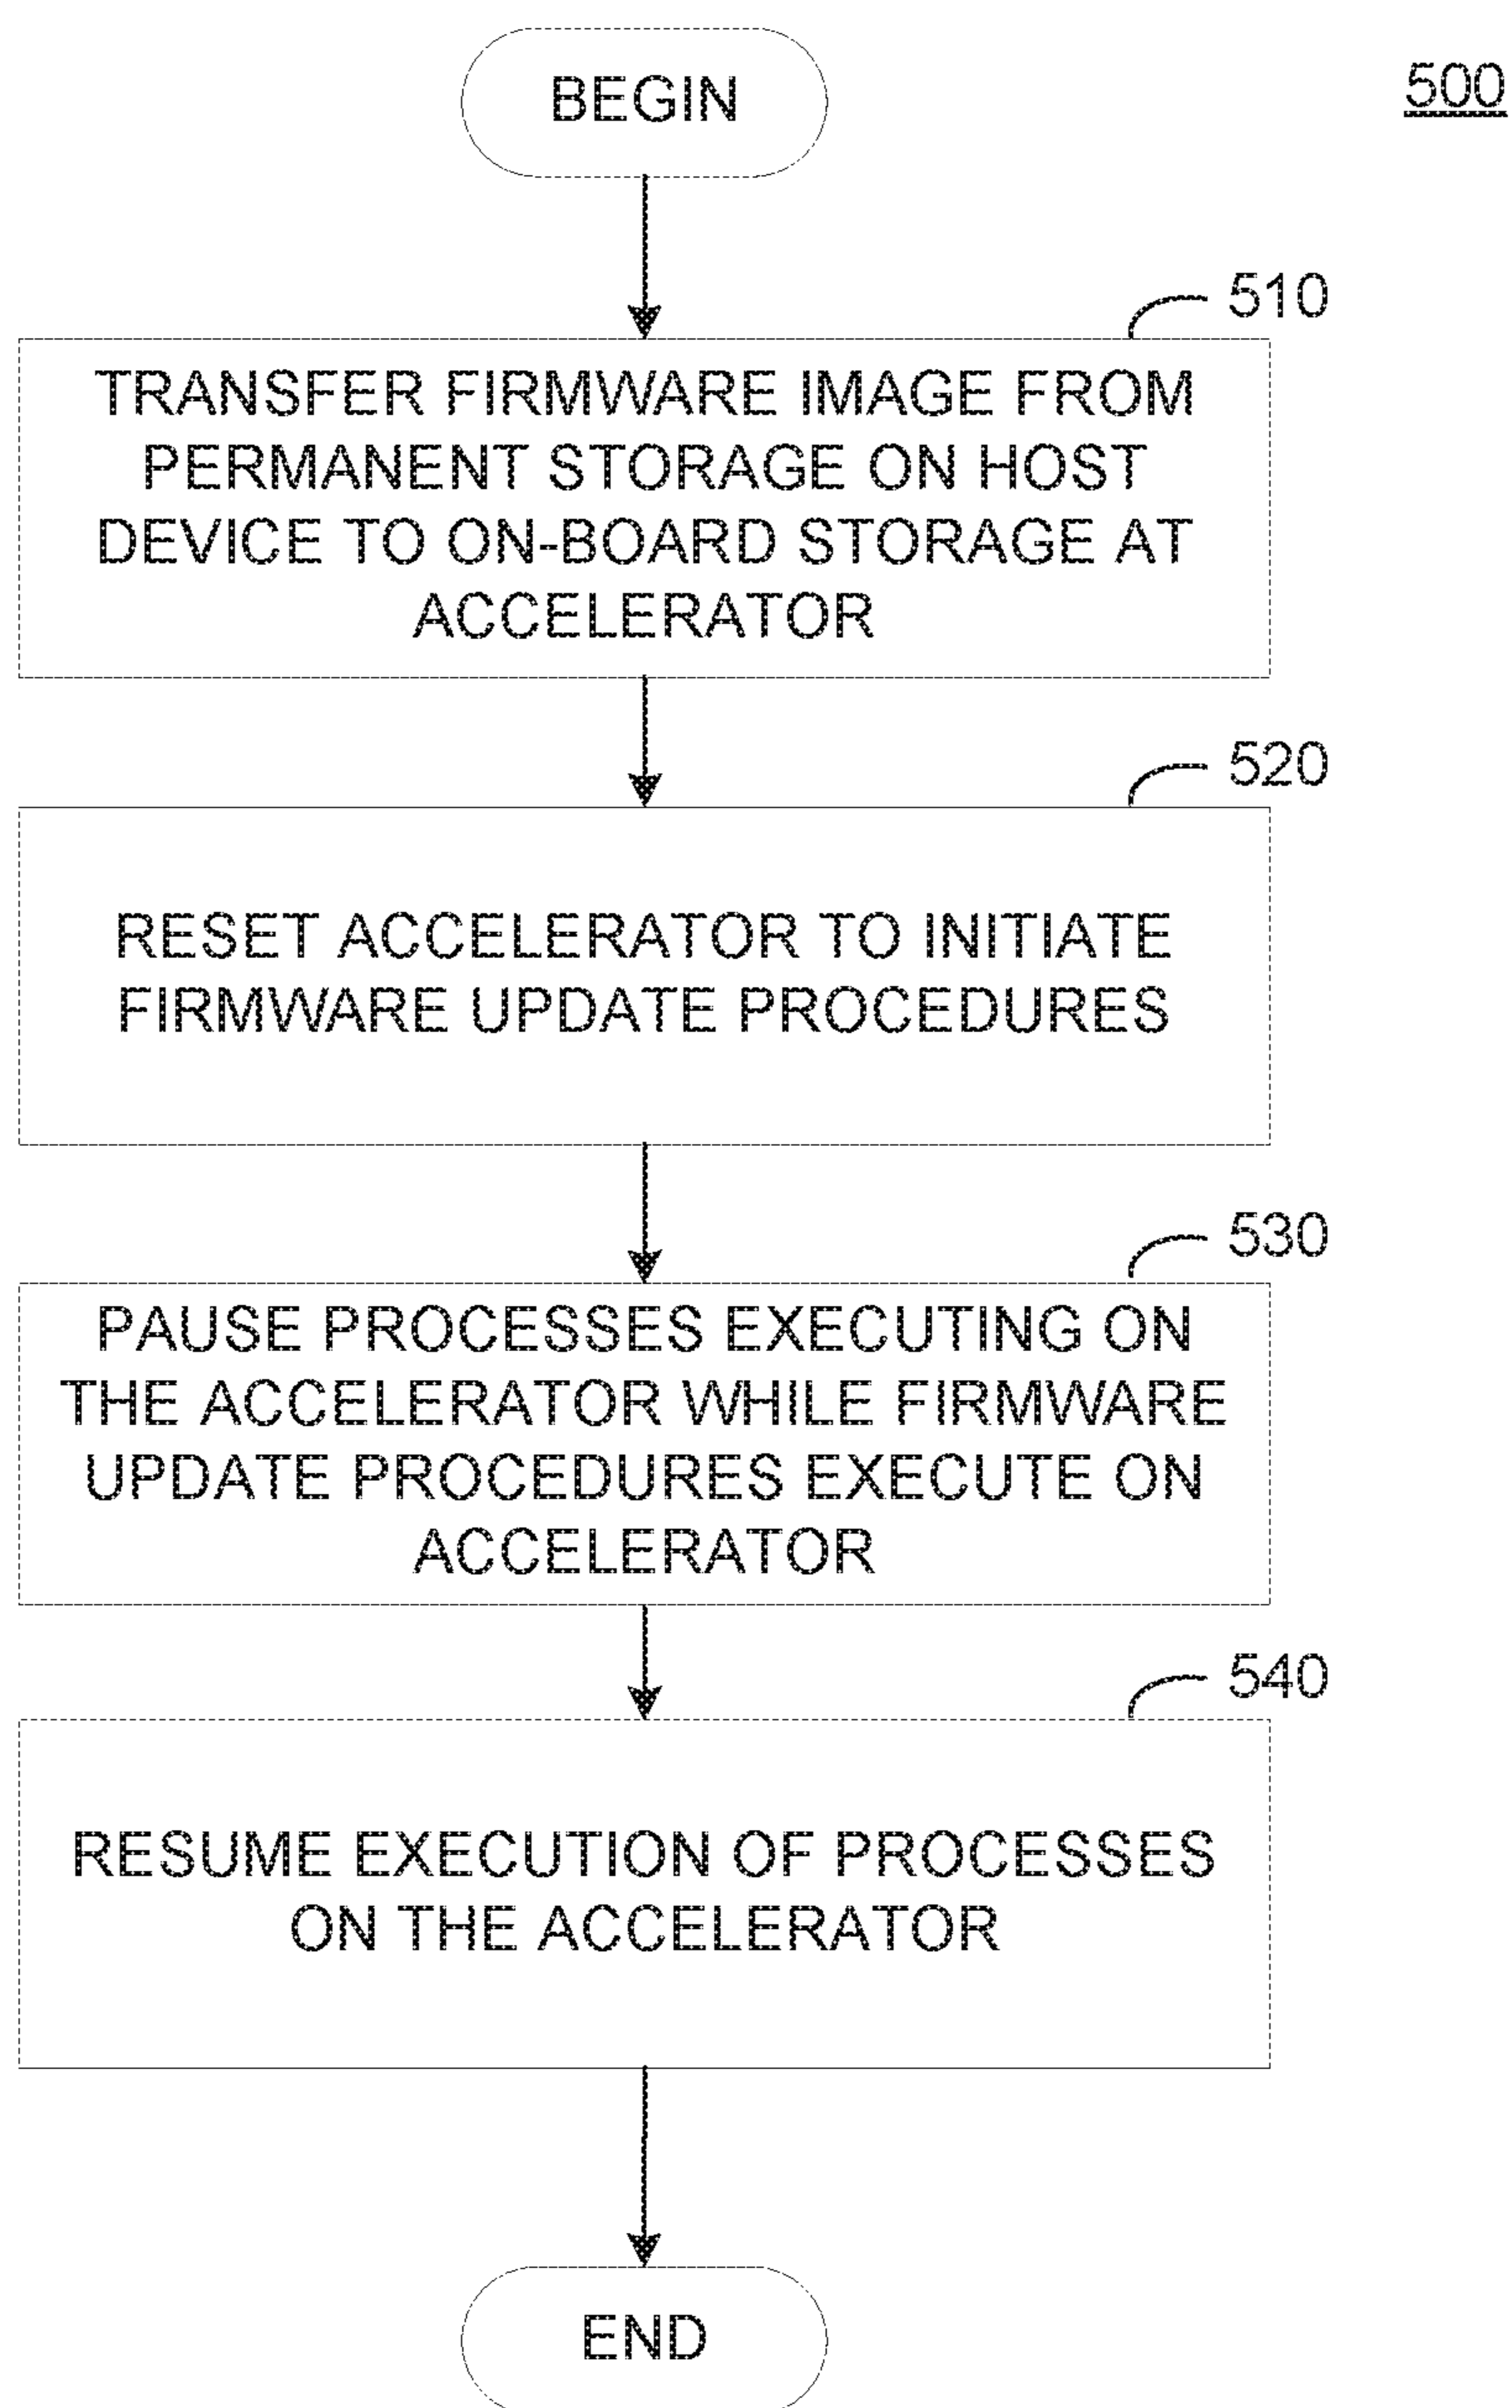 BEGIN
500
510
TRANSFER FIRMWARE IMAGE FROM
PERMANENT STORAGE ON HOST
DEVICE TO ON-BOARD STORAGE AT
ACCELERATOR
520
RESET ACCELERATOR TO INITIATE
FIRMWARE UPDATE PROCEDURES
530
PAUSE PROCESSES EXECUTING ON
THE ACCELERATOR WHILE FIRMWARE
UPDATE PROCEDURES EXECUTE ON
ACCELERATOR
540
RESUME EXECUTION OF PROCESSES
ON THE ACCELERATOR
END